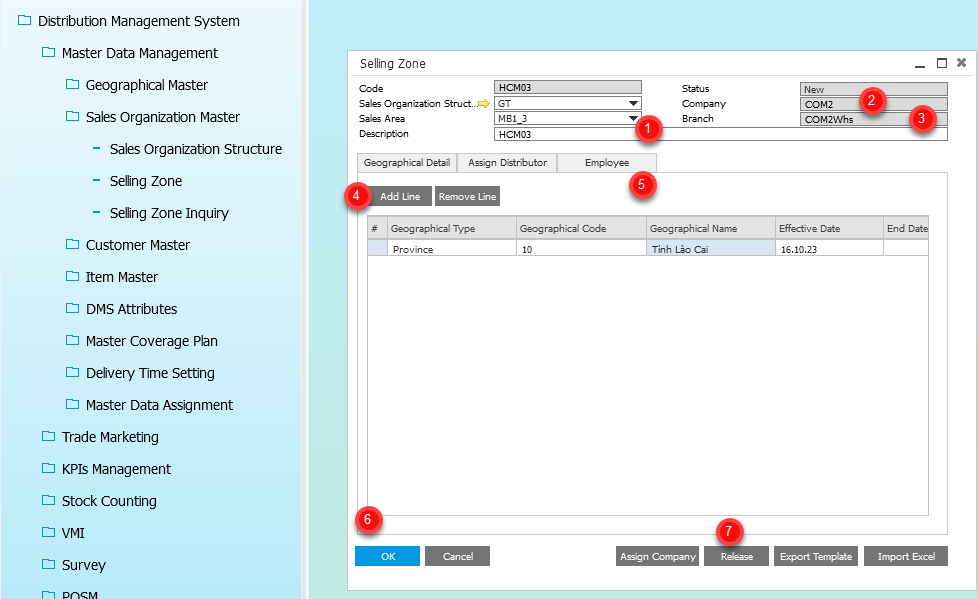 Distribution Management System
Master Data Management
Geographical Master
Sales Organization Master
Sales Organization Structure
Selling Zone
Selling Zone Inquiry
Customer Master
Item Master
DMS Attributes
Master Coverage Plan
Delivery Time Setting
Master Data Assignment
Trade Marketing
KPIs Management
Stock Counting
VMI
Survey
POSM
Selling Zone
Code HCM03 Status New
Sales Organization Struct.. GT Company COM2 2
Sales Area MB1_3 Branch COM2Whs 3
Description HCM03 1
Geographical Detail Assign Distributor Employee
5
4 Add Line Remove Line
# Geographical Type Geographical Code Geographical Name Effective Date End Date
Province 10 Tỉnh Lào Cai 16.10.23
6 7
OK Cancel Assign Company Release Export Template Import Excel